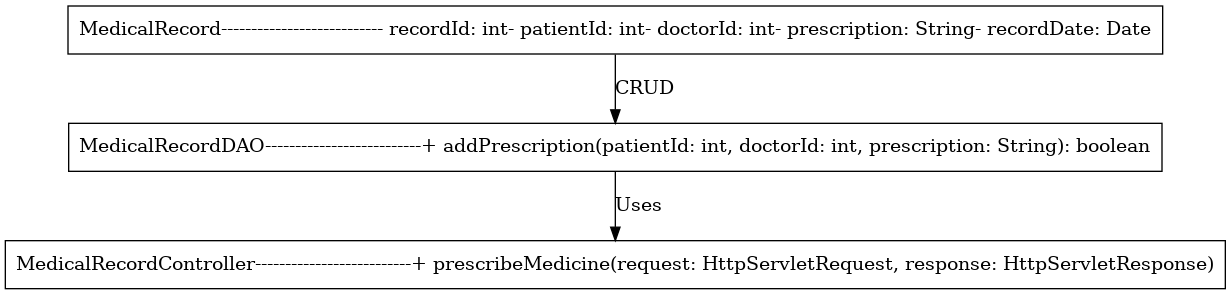 MedicalRecord--------------------------- recordId: int- patientId: int- doctorId: int- prescription: String- recordDate: Date
CRUD
MedicalRecordDAO--------------------------+ addPrescription(patientId: int, doctorId: int, prescription: String): boolean
Uses
MedicalRecordController--------------------------+ prescribeMedicine(request: HttpServletRequest, response: HttpServletResponse)